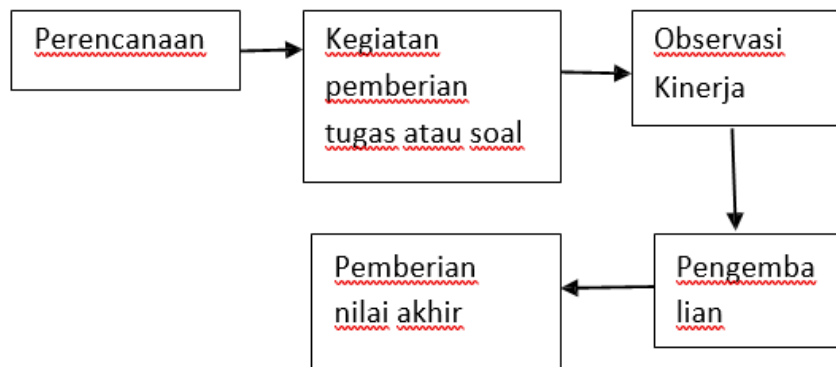 Perencanaan
Kegiatan
pemberian
tugas atau soal
Observasi
Kinerja
Pengemba
lian
Pemberian
nilai akhir